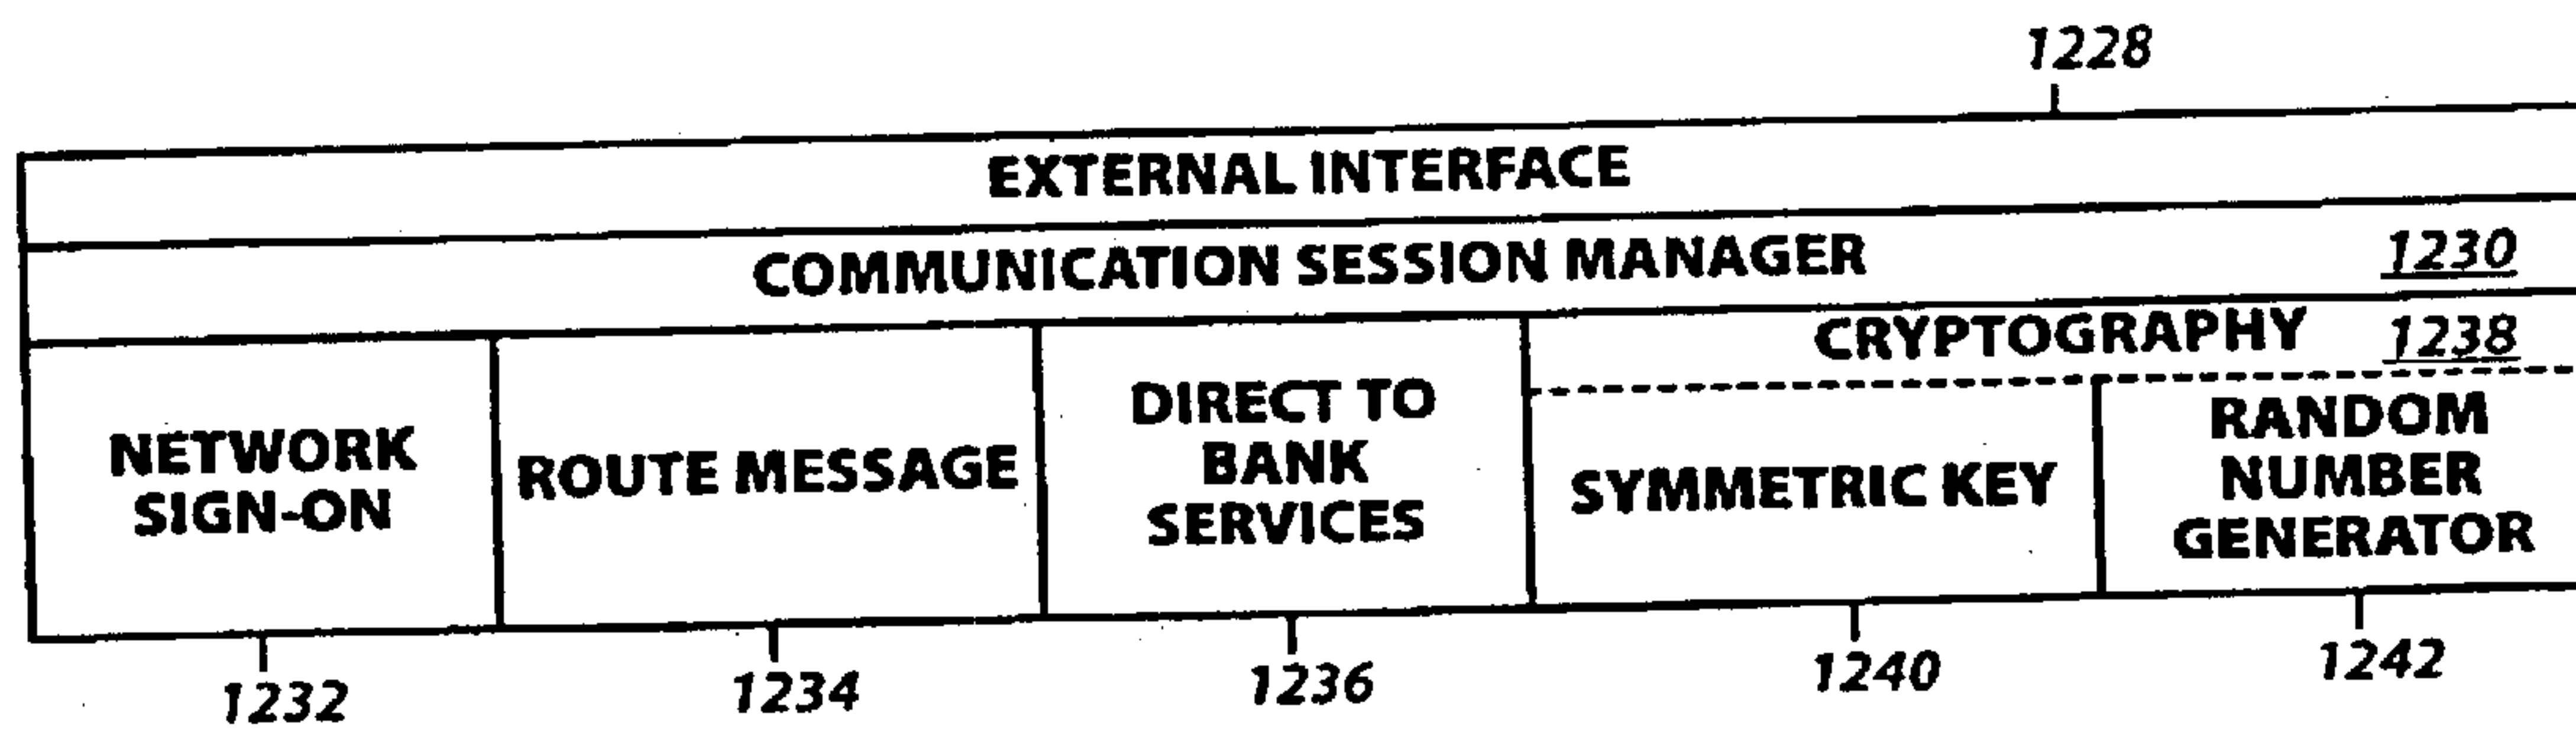 1228
EXTERNAL INTERFACE
COMMUNICATION SESSION MANAGER 1230
CRYPTOGRAPHY 1238
NETWORK
SIGN-ON
ROUTE MESSAGE
DIRECT TO
BANK
SERVICES
SYMMETRIC KEY
RANDOM
NUMBER
GENERATOR
1232
1234
1236
1240
1242